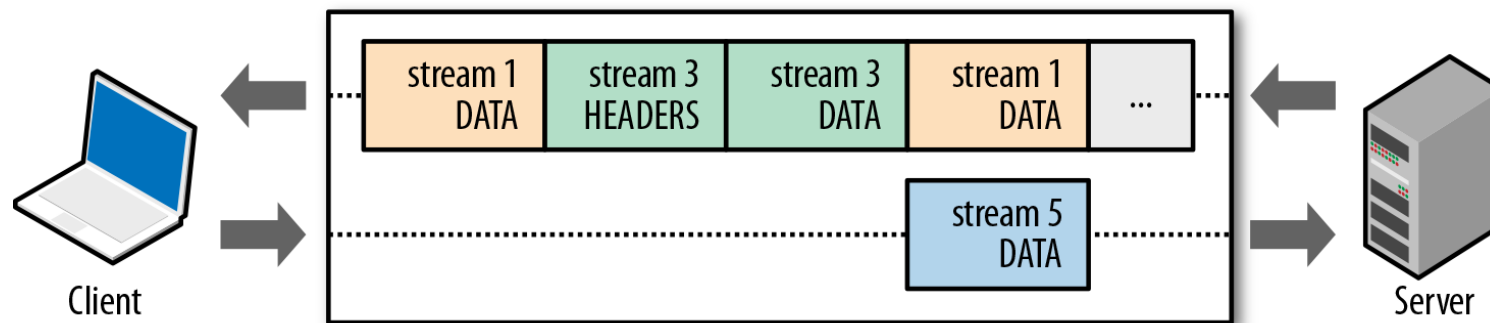 stream 1
DATA
stream 3
HEADERS
stream 3
DATA
stream 1
DATA
...
stream 5
DATA
Client
Server